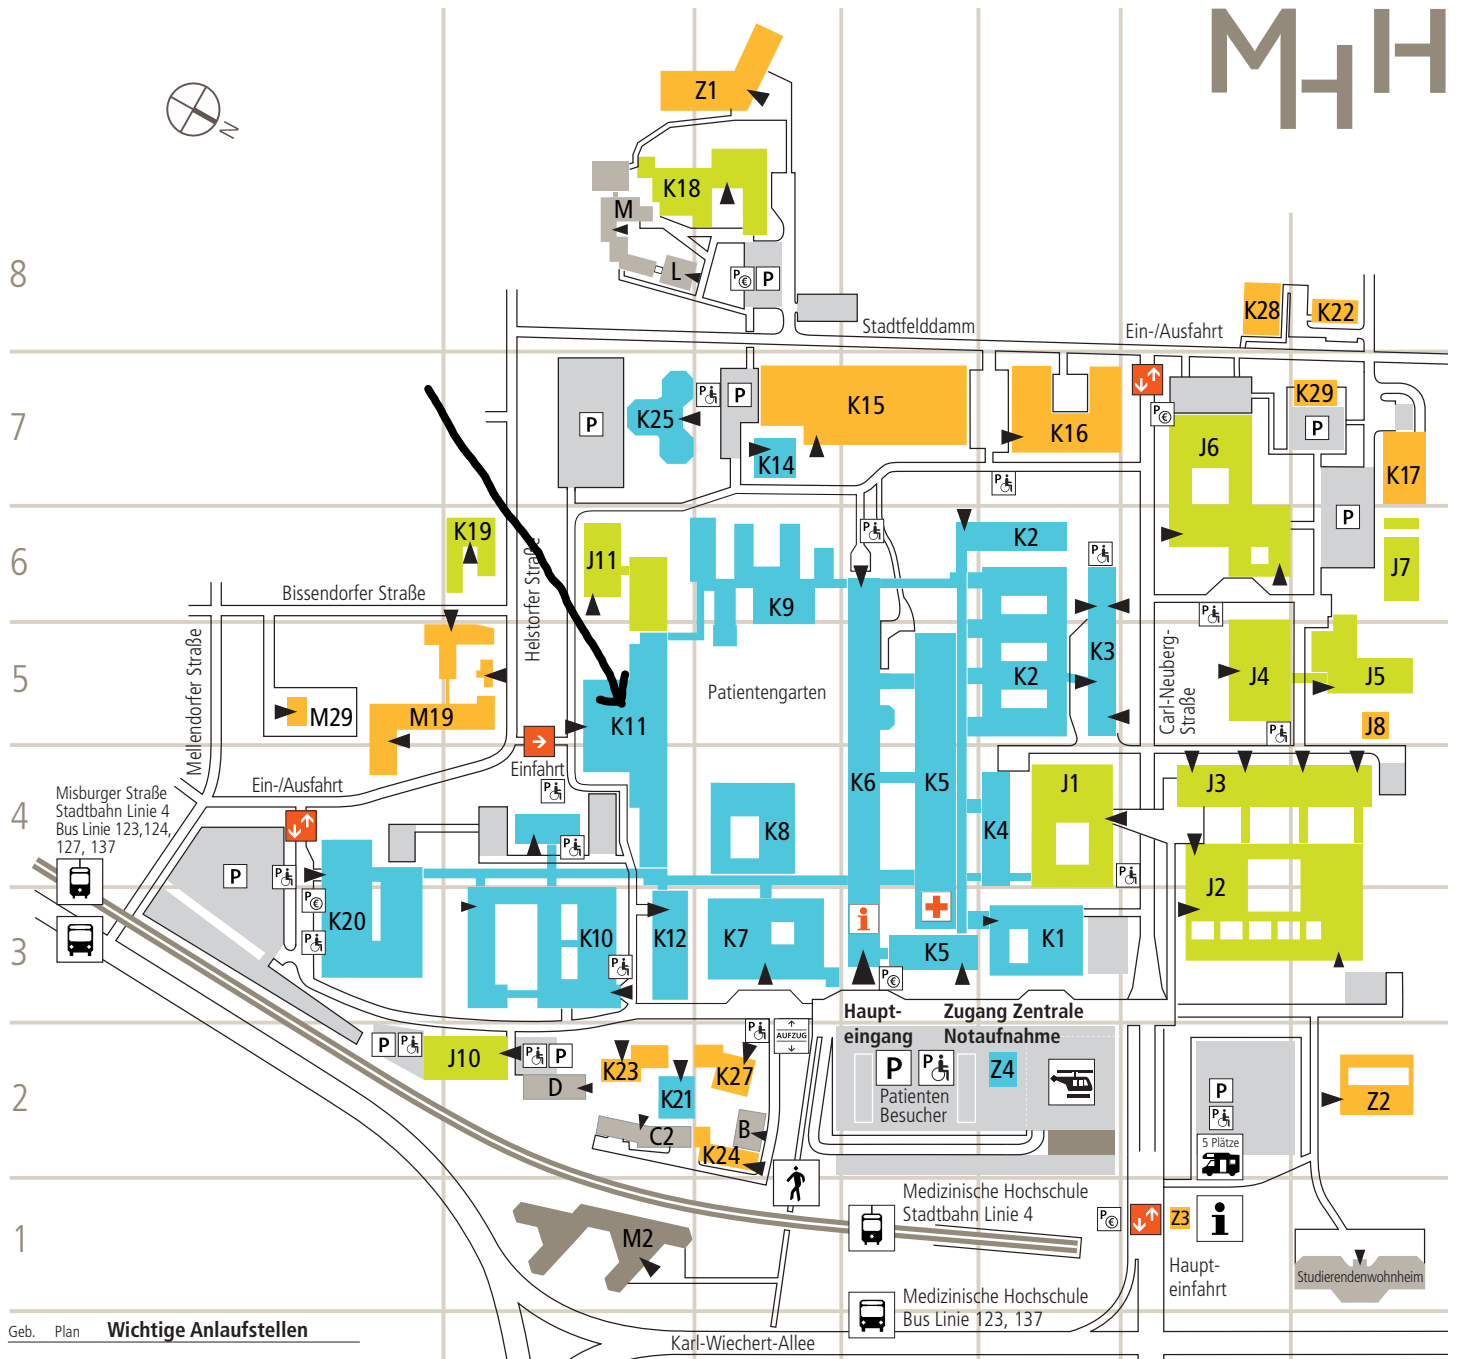 MHH
N
Z1
K18
M
L
P€
P
8
Stadtfelddamm
Ein-/Ausfahrt
K28
K22
7
P
K25
P
P
K15
K14
K16
P€
J6
K29
P
K17
P
P
6
K19
Bissendorfer Straße
Helstorfer Straße
J11
K9
P
K2
P
J7
5
Mellendorfer Straße
M29
M19
K11
Patientengarten
K2
K3
P
Carl-Neuberg-
Straße
J4
J5
J8
P
Einfahrt
P
Ein-/Ausfahrt
4
Misburger Straße
Stadtbahn Linie 4
Bus Linie 123,124,
127, 137
K8
K6
K5
K4
J1
J3
P
P
P
P
J2
3
P€
K20
P
K10
P
K12
K7
i
K5
K1
P€
Haupt-
eingang
Zugang Zentrale
Notaufnahme
P
P
J10
P
P
D
K23
K21
K27
P
AUFZUG
P
P
Patienten
Besucher
Z4
2
C2
B
K24
P
P
5 Plätze
Z2
1
M2
Medizinische Hochschule
Stadtbahn Linie 4
P€
Z3
i
Haupt-
einfahrt
Studierendenwohnheim
Medizinische Hochschule
Bus Linie 123, 137
Karl-Wiechert-Allee
Geb. Plan Wichtige Anlaufstellen